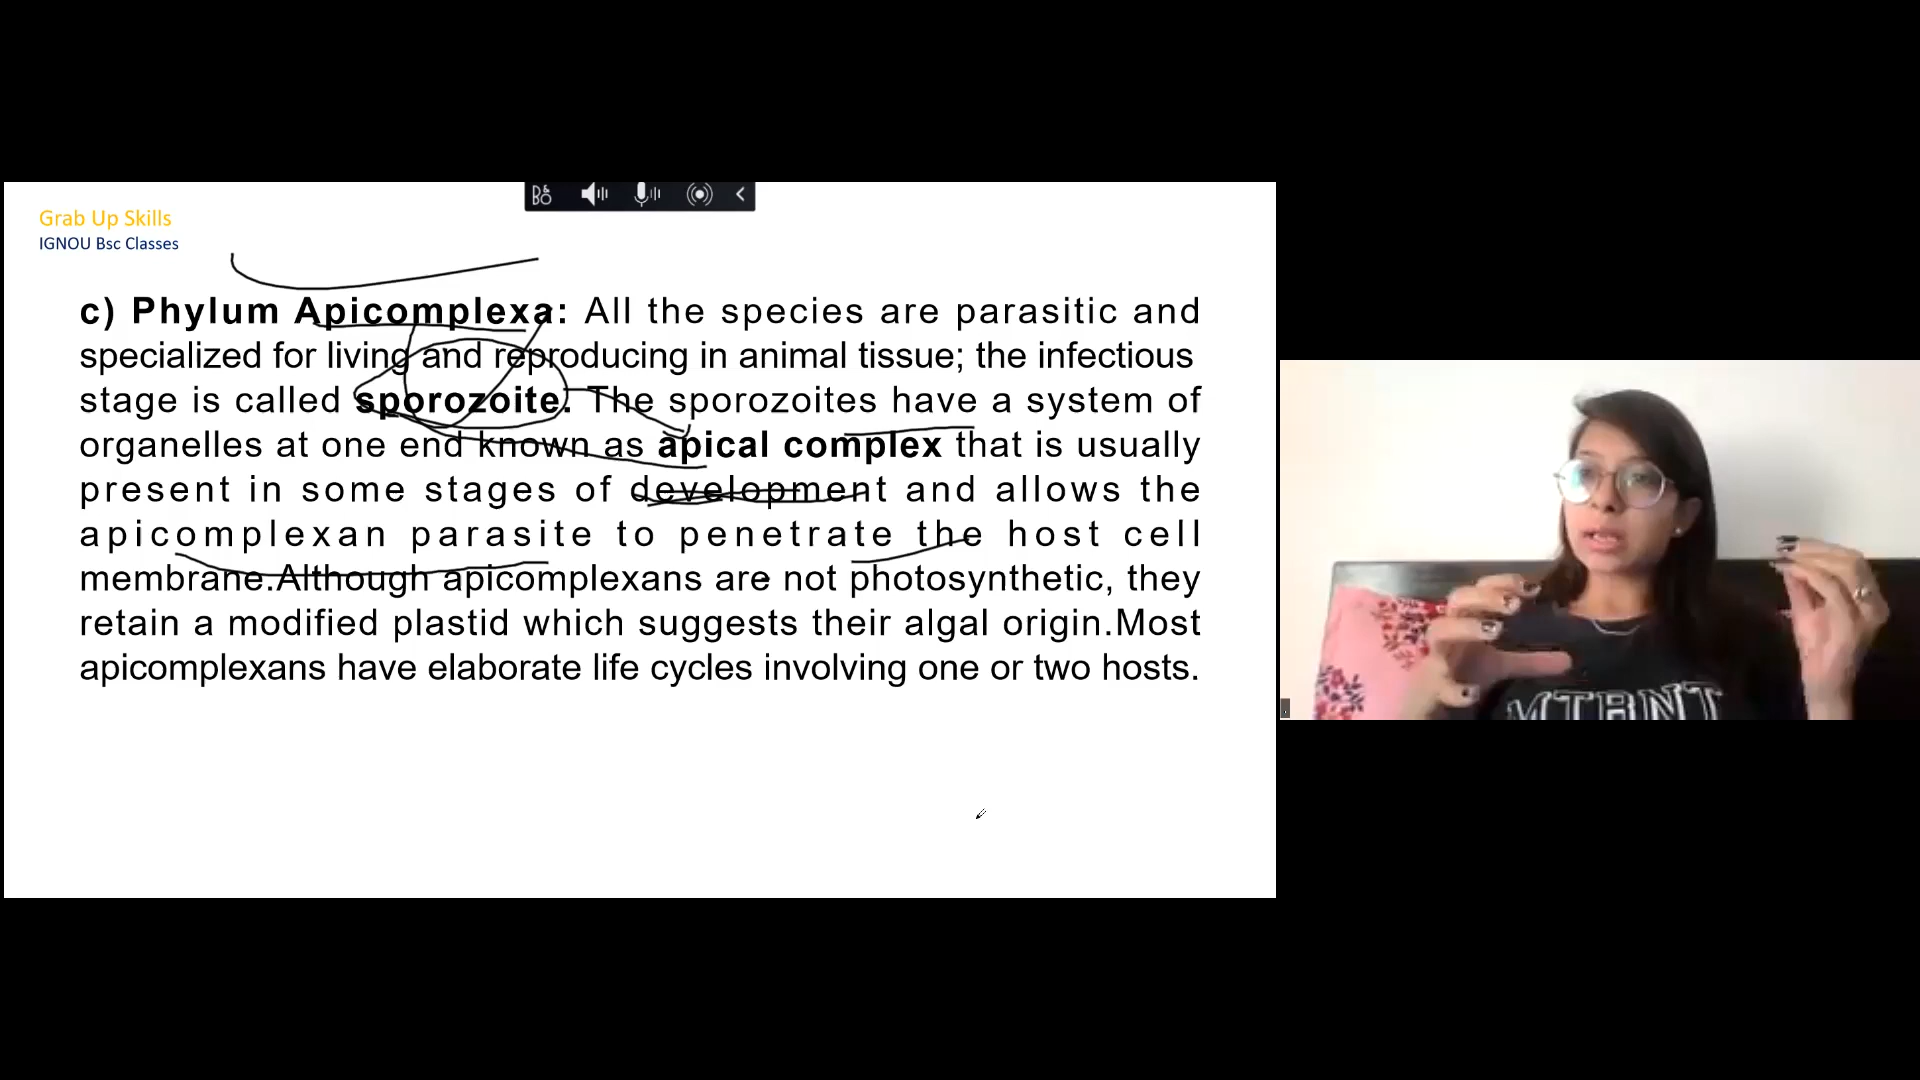 Grab Up Skills
IGNOU Bsc Classes
c) Phylum Apicomplexa: All the species are parasitic and
specialized for living and reproducing in animal tissue; the infectious
stage is called sporozoite. The sporozoites have a system of
organelles at one end known as apical complex that is usually
present in some stages of development and allows the
apicomplexan parasite to penetrate the host cell
membrane.Although apicomplexans are not photosynthetic, they
retain a modified plastid which suggests their algal origin.Most
apicomplexans have elaborate life cycles involving one or two hosts.
MTRNT